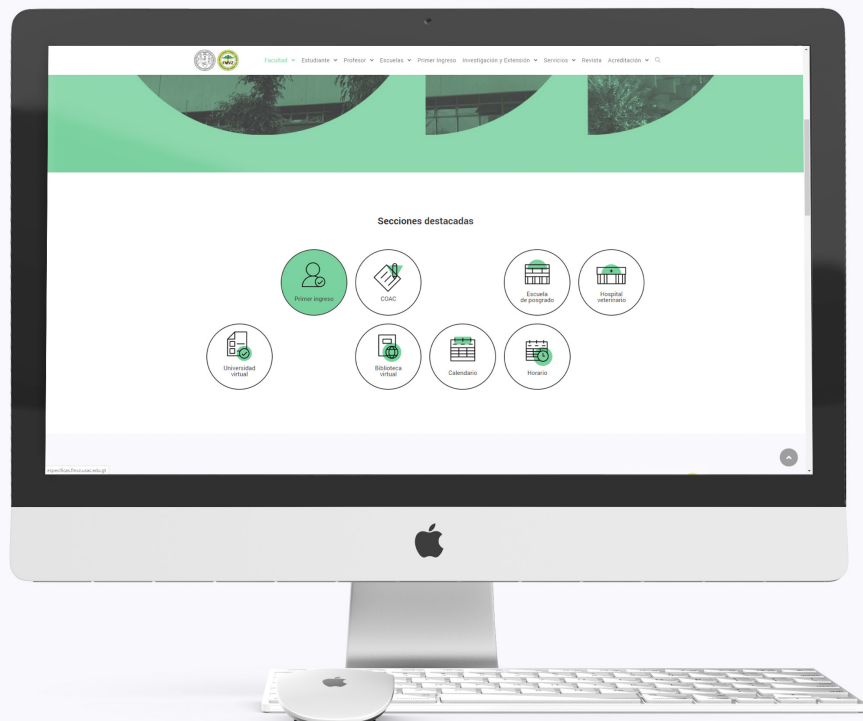 Facultad Estudiante Profesor Escuelas Primer Ingreso Investigación y Extensión Servicios Revista Acreditación
Secciones destacadas
Primer ingreso
COAC
Escuela
de posgrado
Hospital
veterinario
Universidad
virtual
Biblioteca
virtual
Calendario
Horario